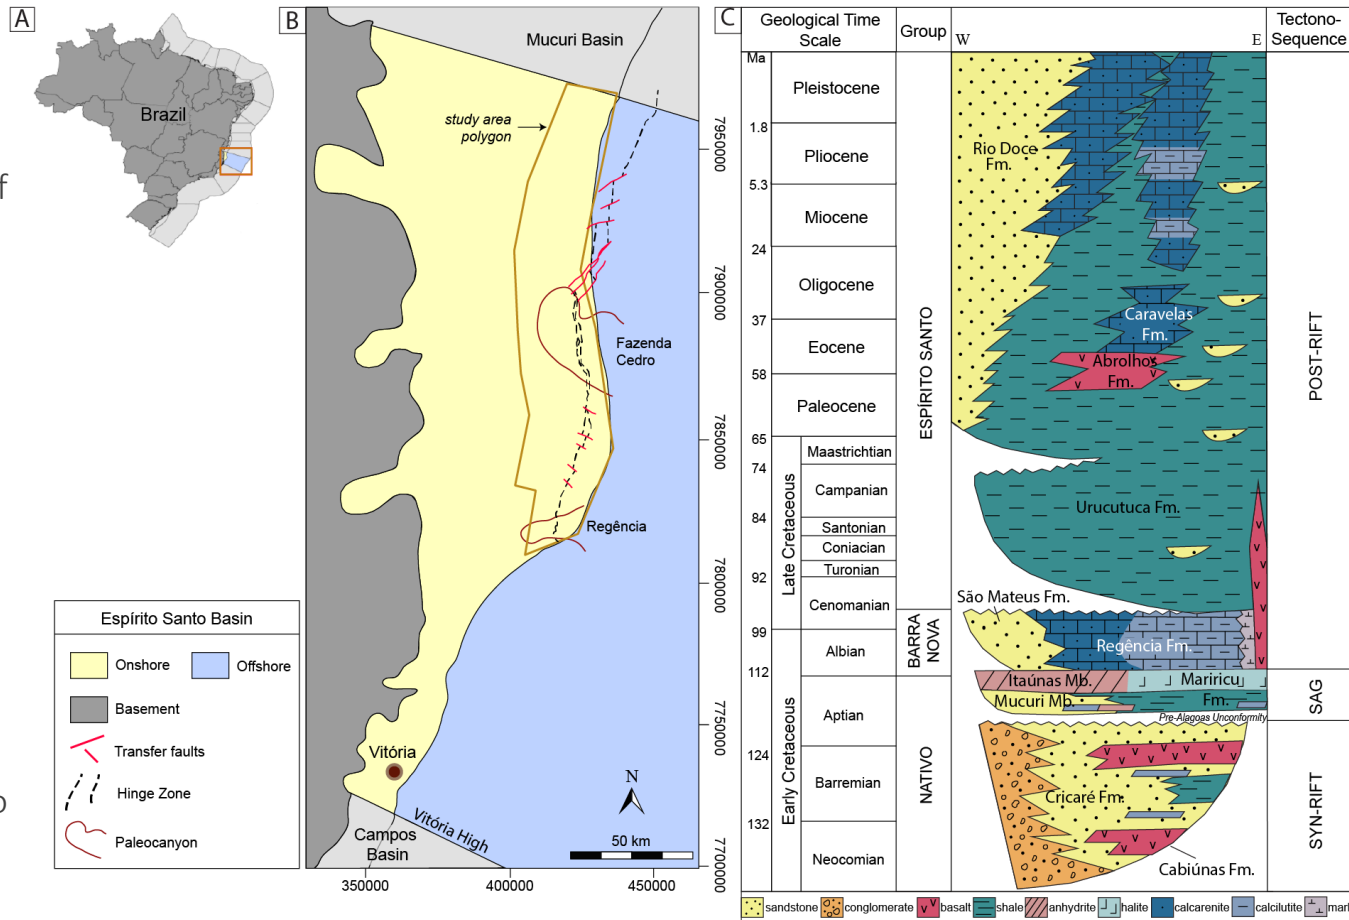 A
Brazil
f
B
Mucuri Basin
study area
polygon
Fazenda
Cedro
Regência
Vitória
N
50 km
Vitória High
Campos
Basin
7950000
7900000
7850000
7800000
7750000
7700000
350000
400000
450000
Espírito Santo Basin
Onshore
Offshore
Basement
Transfer faults
Hinge Zone
Paleocanyon
C
Geological Time
Scale
Group
W
E
Tectono-
Sequence
Ma
Pleistocene
1.8
Pliocene
5.3
Miocene
24
Oligocene
37
Eocene
58
Paleocene
65
Maastrichtian
74
Campanian
84
Santonian
Coniacian
Turonian
92
Cenomanian
99
Albian
112
Aptian
124
Barremian
132
Neocomian
Late Cretaceous
Early Cretaceous
ESPÍRITO SANTO
BARRA
NOVA
NATIVO
Rio Doce
Fm.
Caravelas
Fm.
Abrolhos
Fm.
Urucutuca Fm.
São Mateus Fm.
Regência Fm.
Itaúnas Mb.
Mariricu
Fm.
Mucuri Mb.
Pre-Alagoas Unconformity
Cricaré Fm.
Cabiúnas Fm.
POST-RIFT
SAG
SYN-RIFT
sandstone
conglomerate
basalt
shale
anhydrite
halite
calcarenite
calcilutite
marl